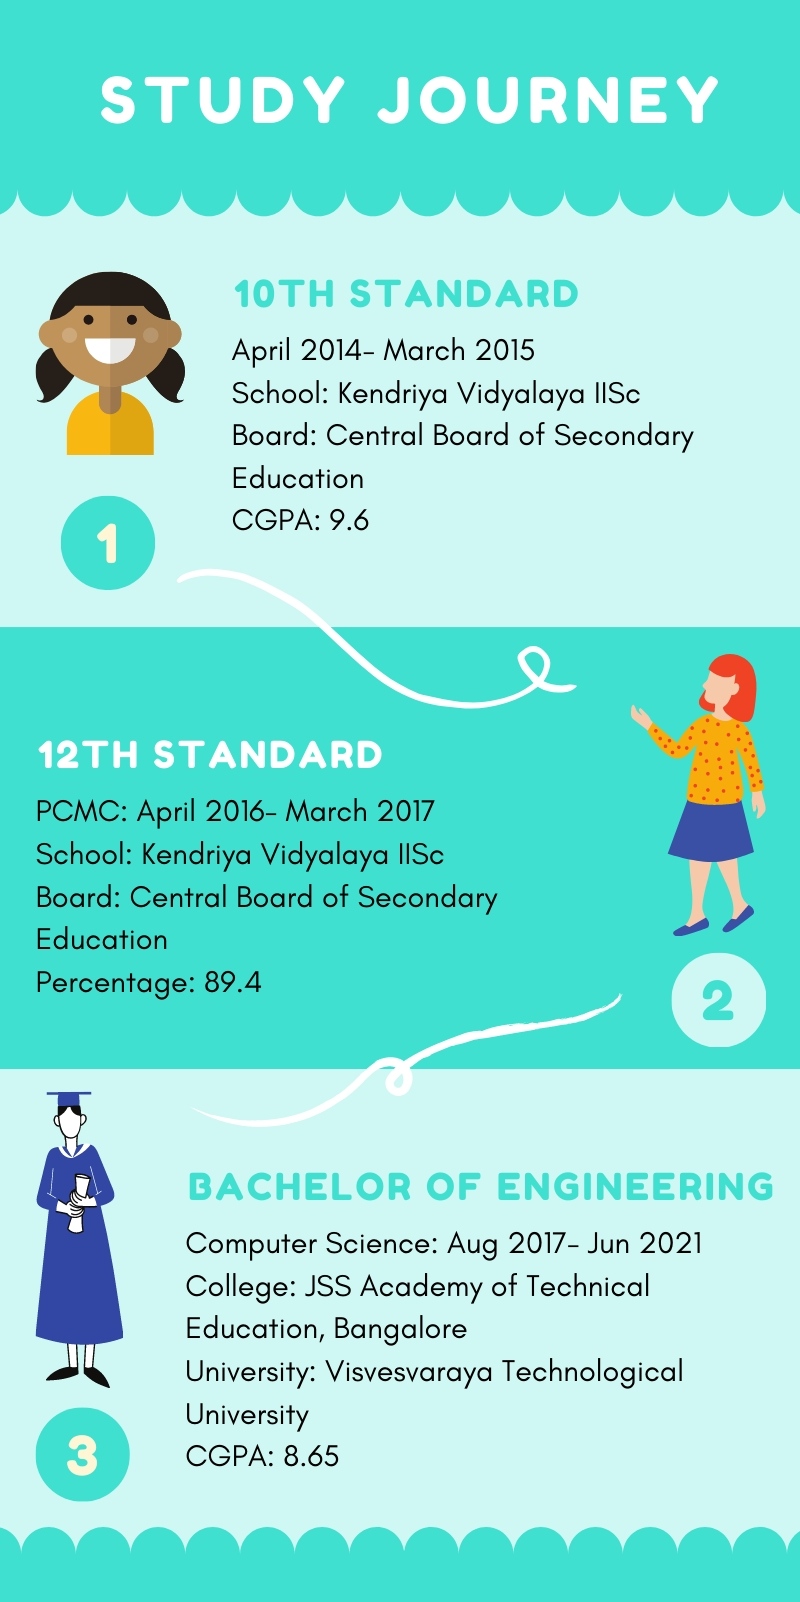 STUDY JOURNEY
10TH STANDARD
April 2014- March 2015
School: Kendriya Vidyalaya IISc
Board: Central Board of Secondary
Education
CGPA: 9.6
1
12TH STANDARD
PCMC: April 2016- March 2017
School: Kendriya Vidyalaya IISc
Board: Central Board of Secondary
Education
Percentage: 89.4
2
BACHELOR OF ENGINEERING
Computer Science: Aug 2017- Jun 2021
College: JSS Academy of Technical
Education, Bangalore
University: Visvesvaraya Technological
University
CGPA: 8.65
3